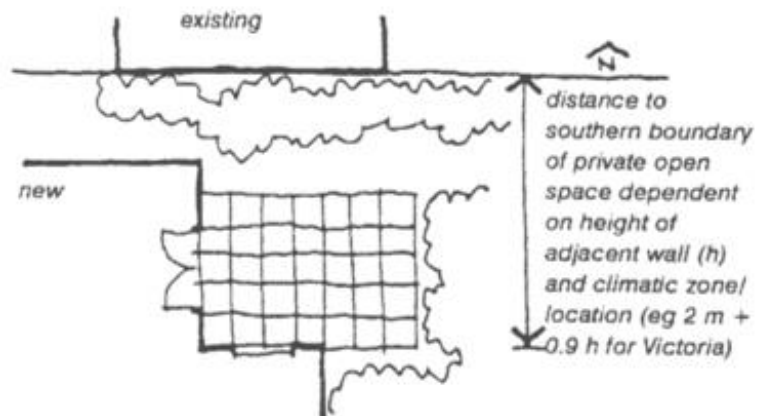 existing
N
new
distance to
southern boundary
of private open
space dependent
on height of
adjacent wall (h)
and climatic zone/
location (eg 2 m +
0.9 h for Victoria)